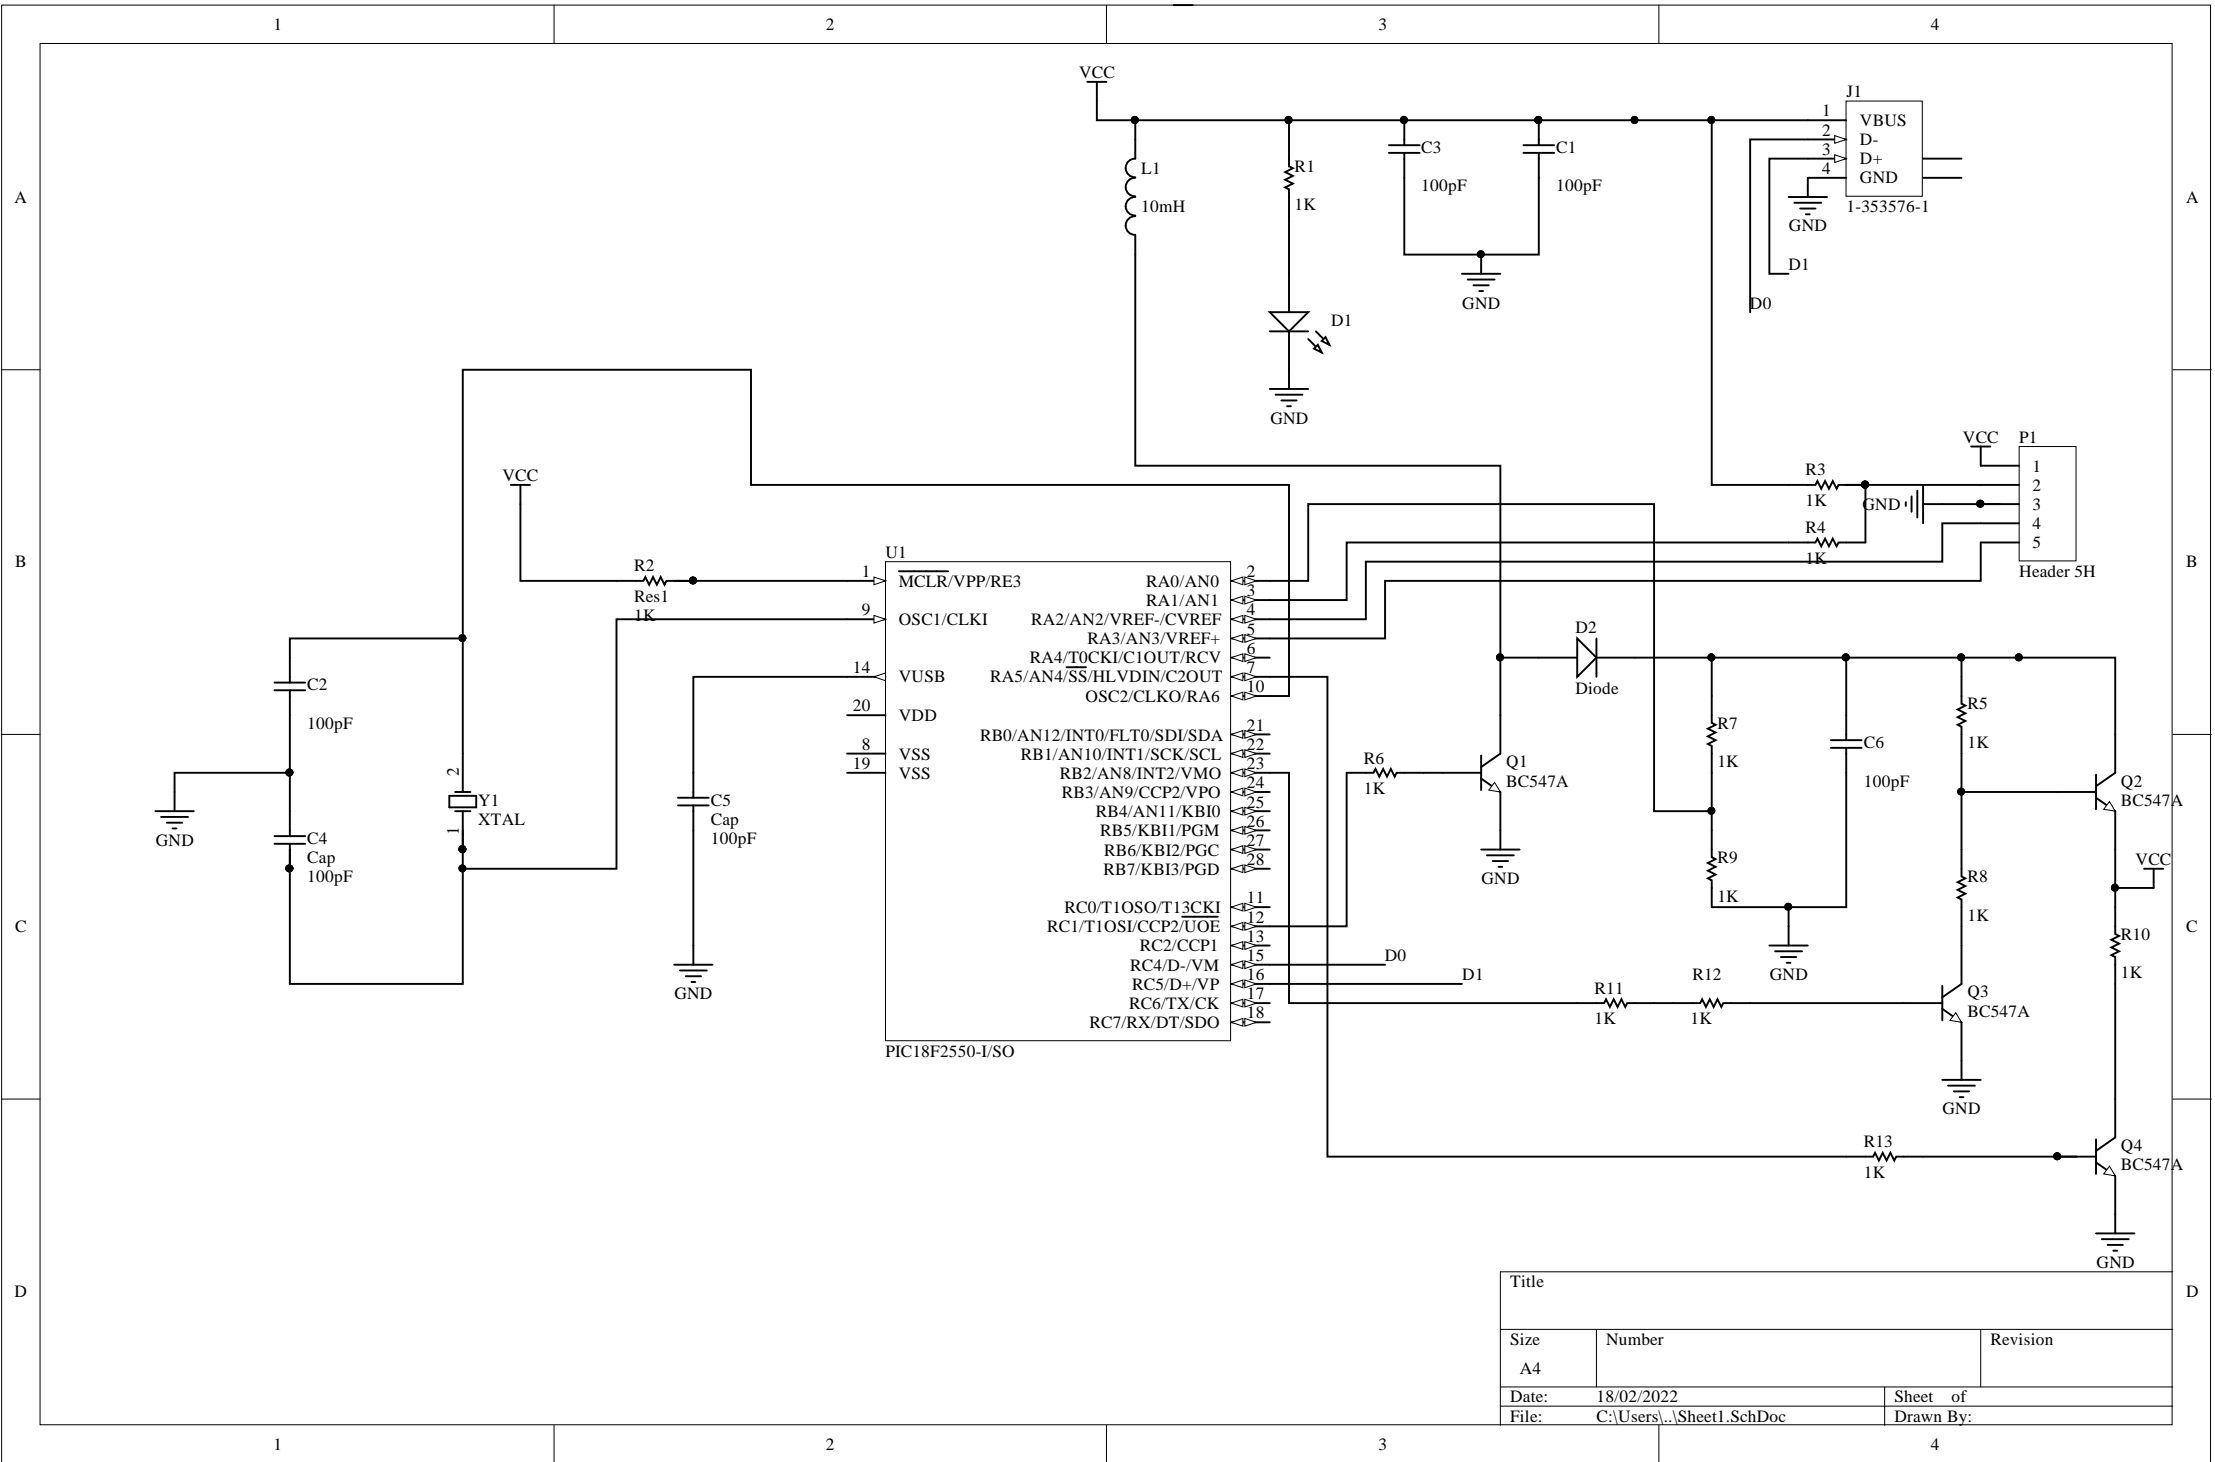 1 2 3 4
A
A
B
B
C
C
D
D
VCC
J1
1 VBUS
2 D-
3 D+
4 GND
1-353576-1
GND
D1
D0
L1
10mH
R1
1K
C3
100pF
C1
100pF
GND
D1
GND
VCC
P1
1
2
3
4
5
Header 5H
R3
1K
GND
R4
1K
VCC
R2
Res1
1K
U1
1 MCLR/VPP/RE3
9 OSC1/CLKI
14 VUSB
20 VDD
8 VSS
19 VSS
RA0/AN0 2
RA1/AN1 3
RA2/AN2/VREF-/CVREF 4
RA3/AN3/VREF+ 5
RA4/T0CKI/C1OUT/RCV 6
RA5/AN4/SS/HLVDIN/C2OUT 7
OSC2/CLKO/RA6 10
RB0/AN12/INT0/FLT0/SDI/SDA 21
RB1/AN10/INT1/SCK/SCL 22
RB2/AN8/INT2/VMO 23
RB3/AN9/CCP2/VPO 24
RB4/AN11/KBI0 25
RB5/KBI1/PGM 26
RB6/KBI2/PGC 27
RB7/KBI3/PGD 28
RC0/T1OSO/T13CKI 11
RC1/T1OSI/CCP2/UOE 12
RC2/CCP1 13
RC4/D-/VM 15
RC5/D+/VP 16
RC6/TX/CK 17
RC7/RX/DT/SDO 18
PIC18F2550-I/SO
D0
D1
C2
100pF
GND
C4
Cap
100pF
2
Y1
XTAL
1
C5
Cap
100pF
GND
D2
Diode
R6
1K
Q1
BC547A
GND
R7
1K
R9
1K
C6
100pF
GND
R5
1K
R8
1K
Q2
BC547A
VCC
R10
1K
R11
1K
R12
1K
Q3
BC547A
GND
R13
1K
Q4
BC547A
GND
Title
Size Number Revision
A4
Date: 18/02/2022 Sheet of
File: C:\Users\..\Sheet1.SchDoc Drawn By:
1 2 3 4